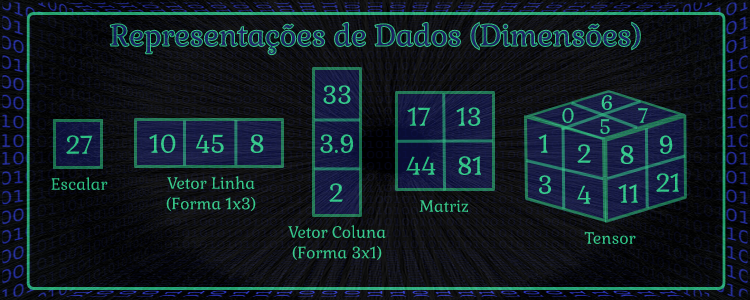 Representações de Dados (Dimensões)
27
Escalar
10 45 8
Vetor Linha
(Forma 1x3)
33
3.9
2
Vetor Coluna
(Forma 3x1)
17 13
44 81
Matriz
6
0 7
5
1 2 8 9
3 4 11 21
Tensor